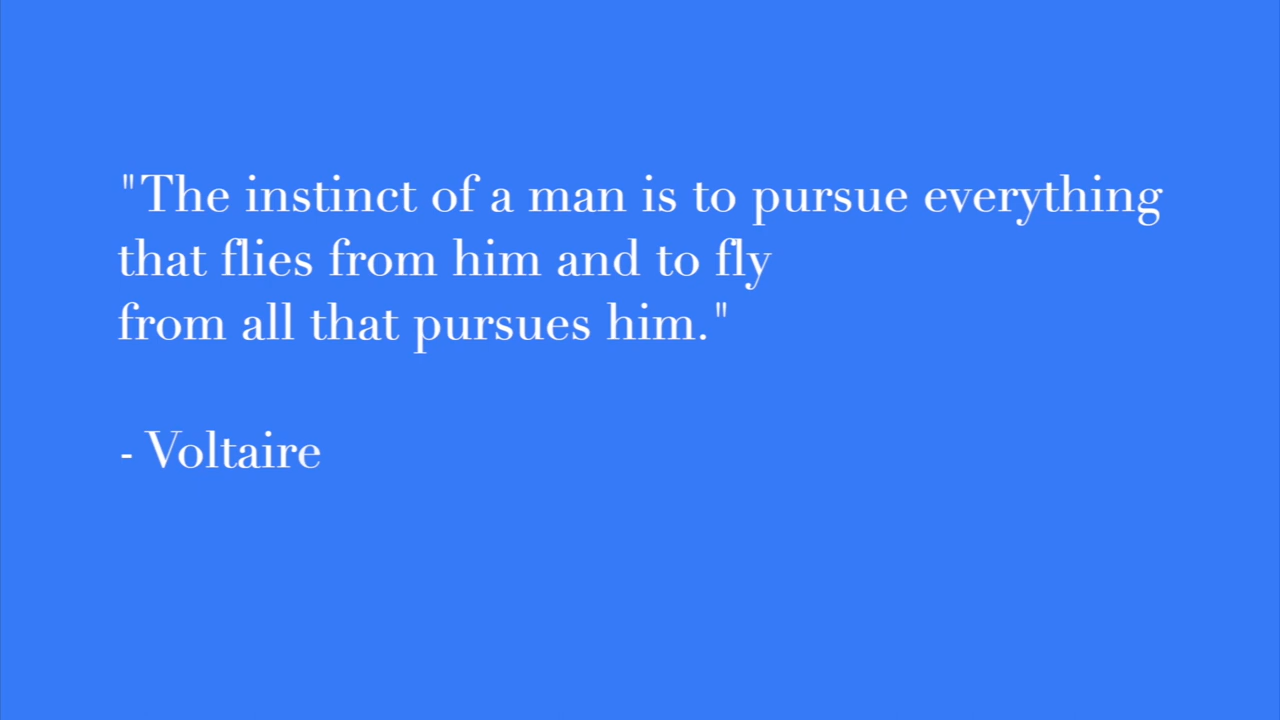 "The instinct of a man is to pursue everything
that flies from him and to fly
from all that pursues him."
- Voltaire